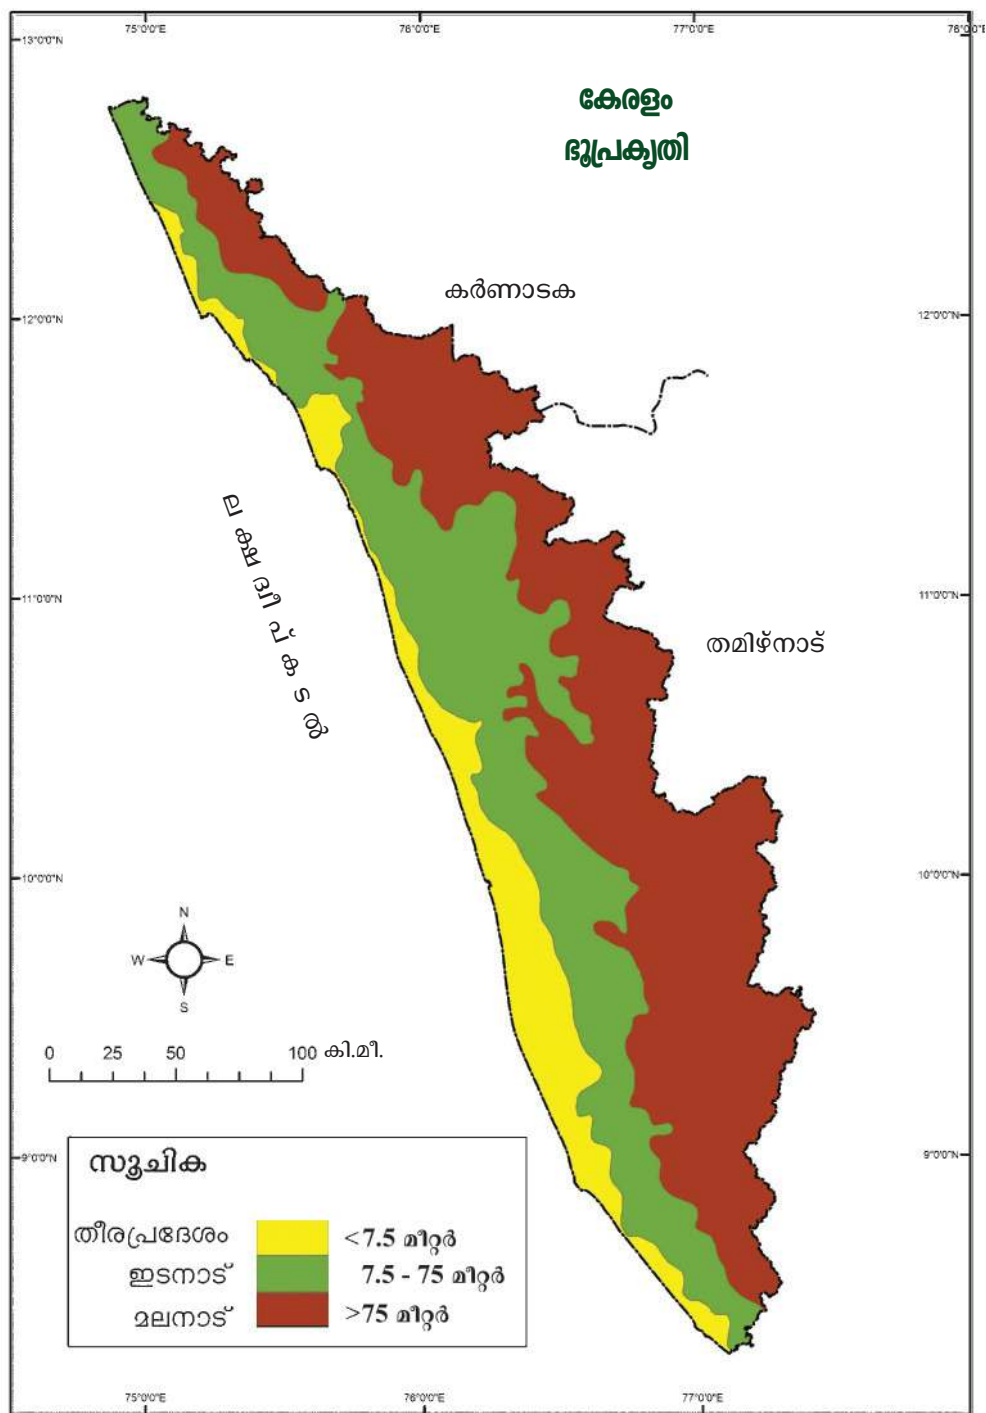 75°0'0"E 76°0'0"E 77°0'0"E 76°0'0"E
13°0'0"N
കേരളം
ഭൂപ്രകൃതി
കർണാടക
12°0'0"N 12°0'0"N
ലക്ഷദ്വീപ്കടൽ
11°0'0"N 11°0'0"N
തമിഴ്നാട്
10°0'0"N 10°0'0"N
N
W E
S
0 25 50 100 കി.മീ.
9°0'0"N 9°0'0"N
സൂചിക
തീരപ്രദേശം <7.5 മീറ്റർ
ഇടനാട് 7.5 - 75 മീറ്റർ
മലനാട് >75 മീറ്റർ
75°0'0"E 76°0'0"E 77°0'0"E